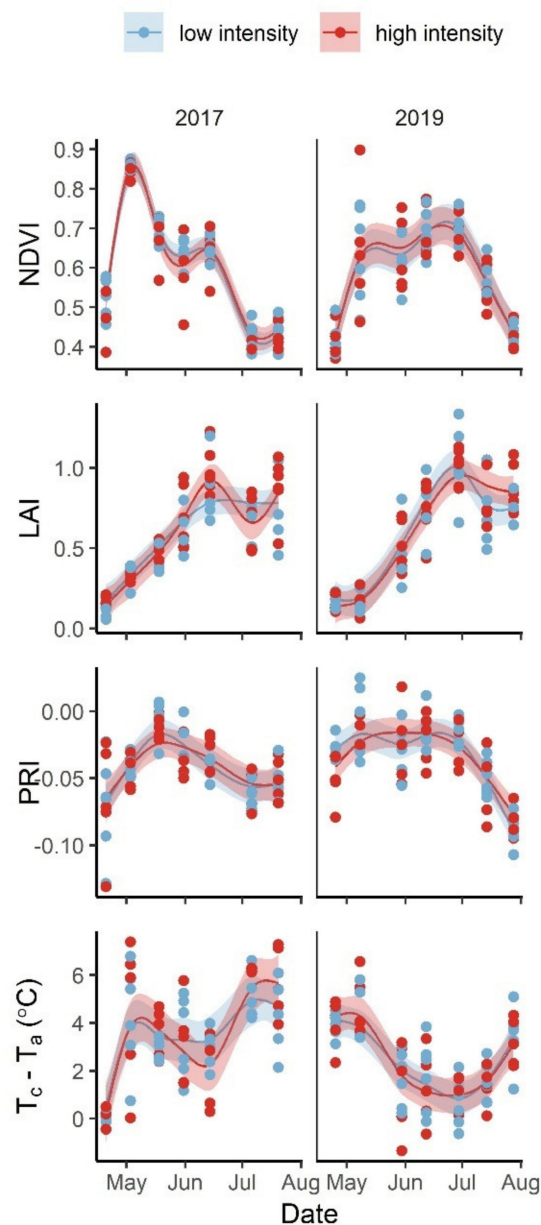 low intensity high intensity
2017 2019
NDVI
0.9
0.8
0.7
0.6
0.5
0.4
LAI
1.0
0.5
0.0
PRI
0.00
-0.05
-0.10
Tc - Ta (°C)
6
4
2
0
May Jun Jul Aug May Jun Jul Aug
Date